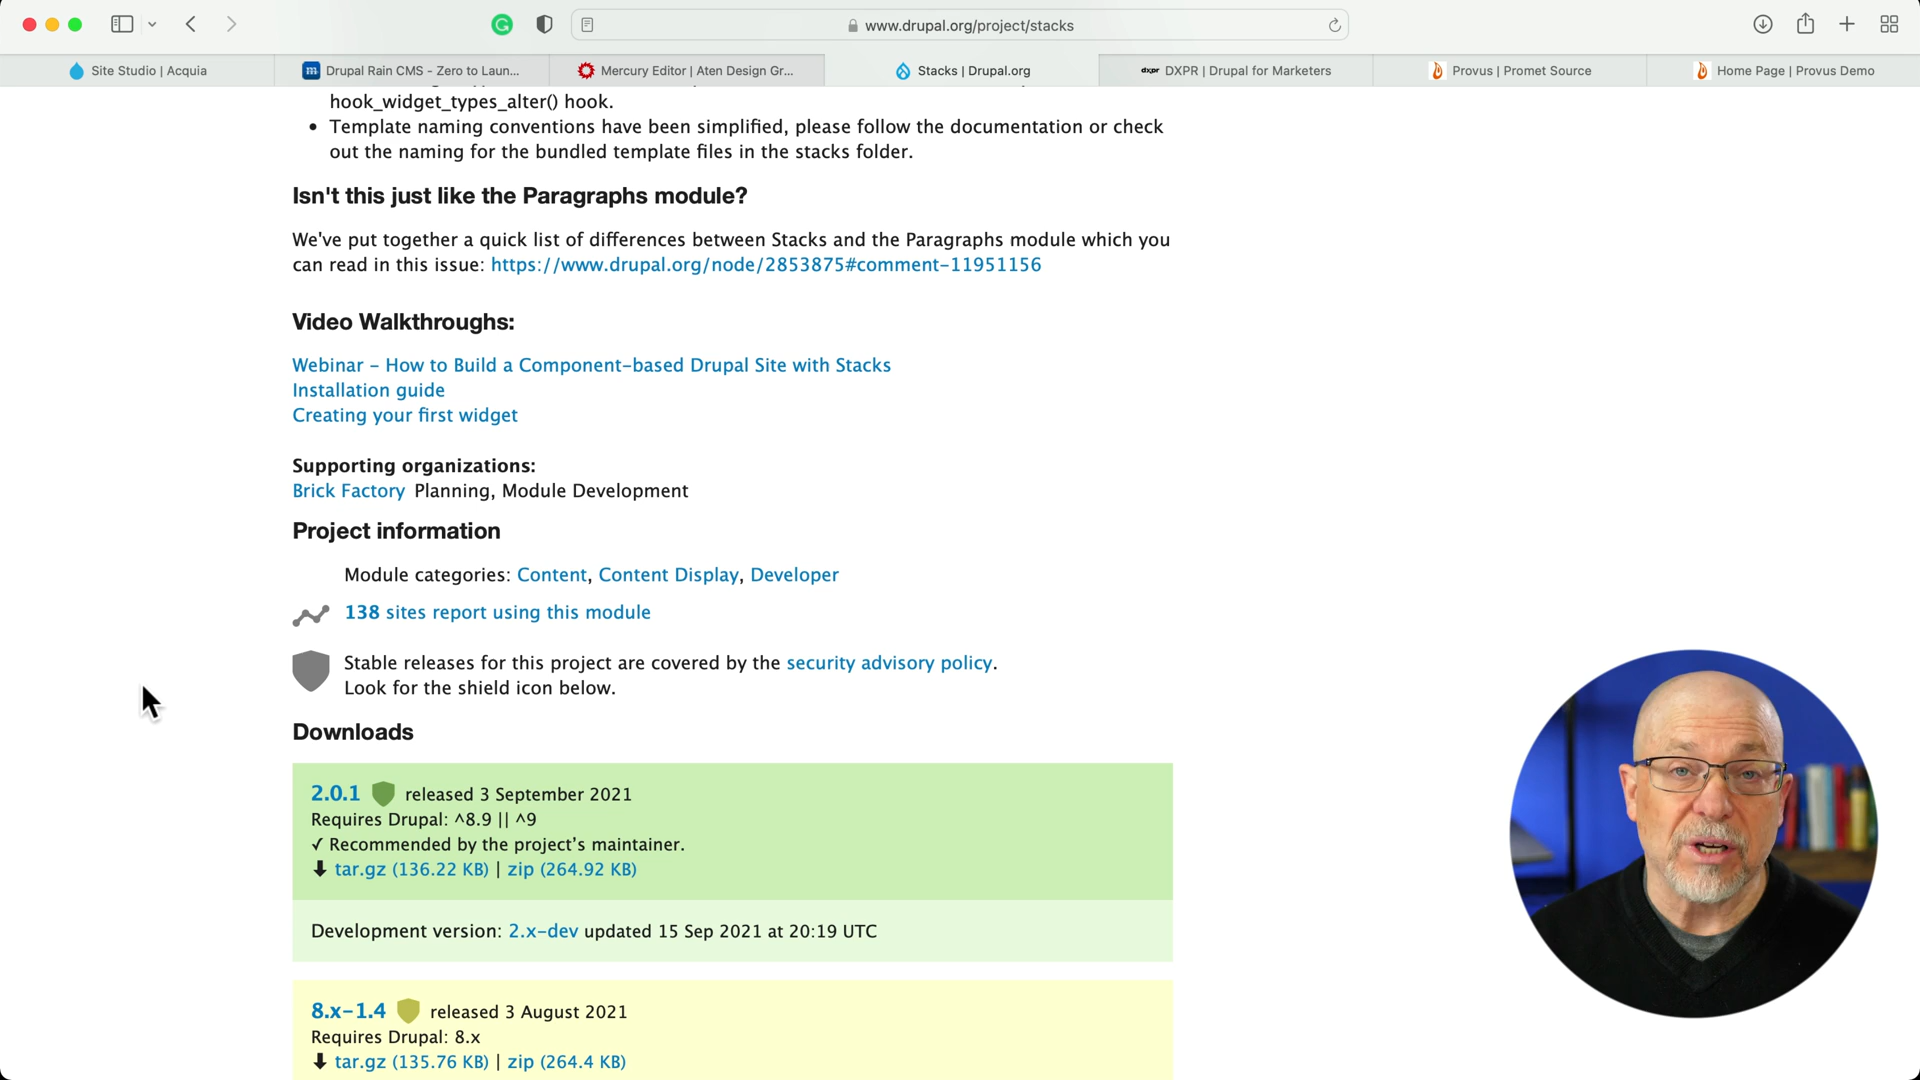 www.drupal.org/project/stacks
Site Studio | Acquia
Drupal Rain CMS - Zero to Laun...
Mercury Editor | Aten Design Gr...
Stacks | Drupal.org
DXPR | Drupal for Marketers
Provus | Promet Source
Home Page | Provus Demo
hook_widget_types_alter() hook.
• Template naming conventions have been simplified, please follow the documentation or check
out the naming for the bundled template files in the stacks folder.
Isn't this just like the Paragraphs module?
We've put together a quick list of differences between Stacks and the Paragraphs module which you
can read in this issue: https://www.drupal.org/node/2853875#comment-11951156
Video Walkthroughs:
Webinar – How to Build a Component-based Drupal Site with Stacks
Installation guide
Creating your first widget
Supporting organizations:
Brick Factory Planning, Module Development
Project information
Module categories: Content, Content Display, Developer
138 sites report using this module
Stable releases for this project are covered by the security advisory policy.
Look for the shield icon below.
Downloads
2.0.1 released 3 September 2021
Requires Drupal: ^8.9 || ^9
✓ Recommended by the project's maintainer.
tar.gz (136.22 KB) | zip (264.92 KB)
Development version: 2.x-dev updated 15 Sep 2021 at 20:19 UTC
8.x-1.4 released 3 August 2021
Requires Drupal: 8.x
tar.gz (135.76 KB) | zip (264.4 KB)